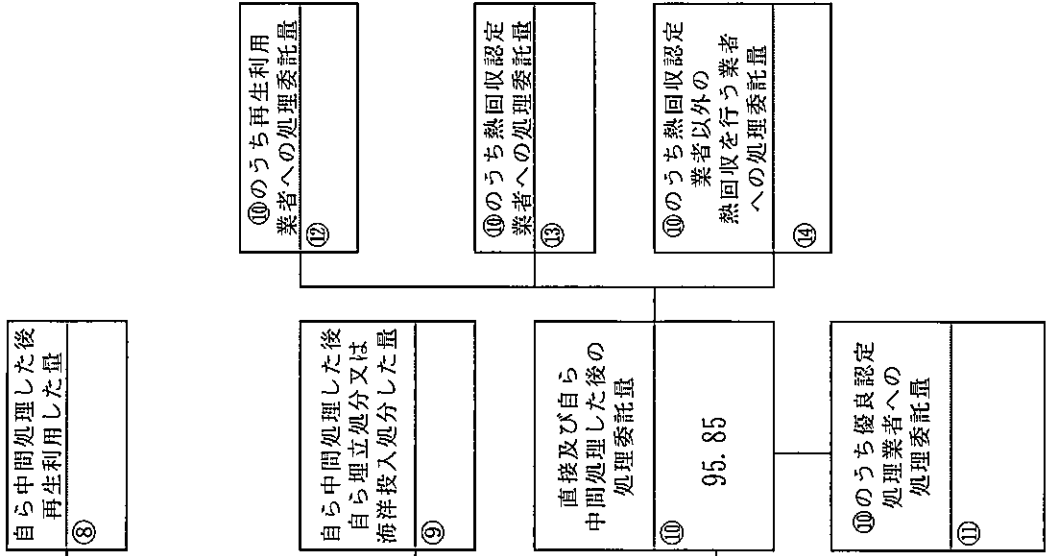 自ら中間処理した後
再生利用した量
⑧
自ら中間処理した後
自ら埋立処分又は
海洋投入処分した量
⑨
直接及び自ら
中間処理した後の
処理委託量
⑩
95.85
⑩のうち優良認定
処理業者への
処理委託量
⑪
⑩のうち再生利用
業者への処理委託量
⑫
⑩のうち熱回収認定
業者への処理委託量
⑬
⑩のうち熱回収認定
業者以外の
熱回収を行う業者
への処理委託量
⑭